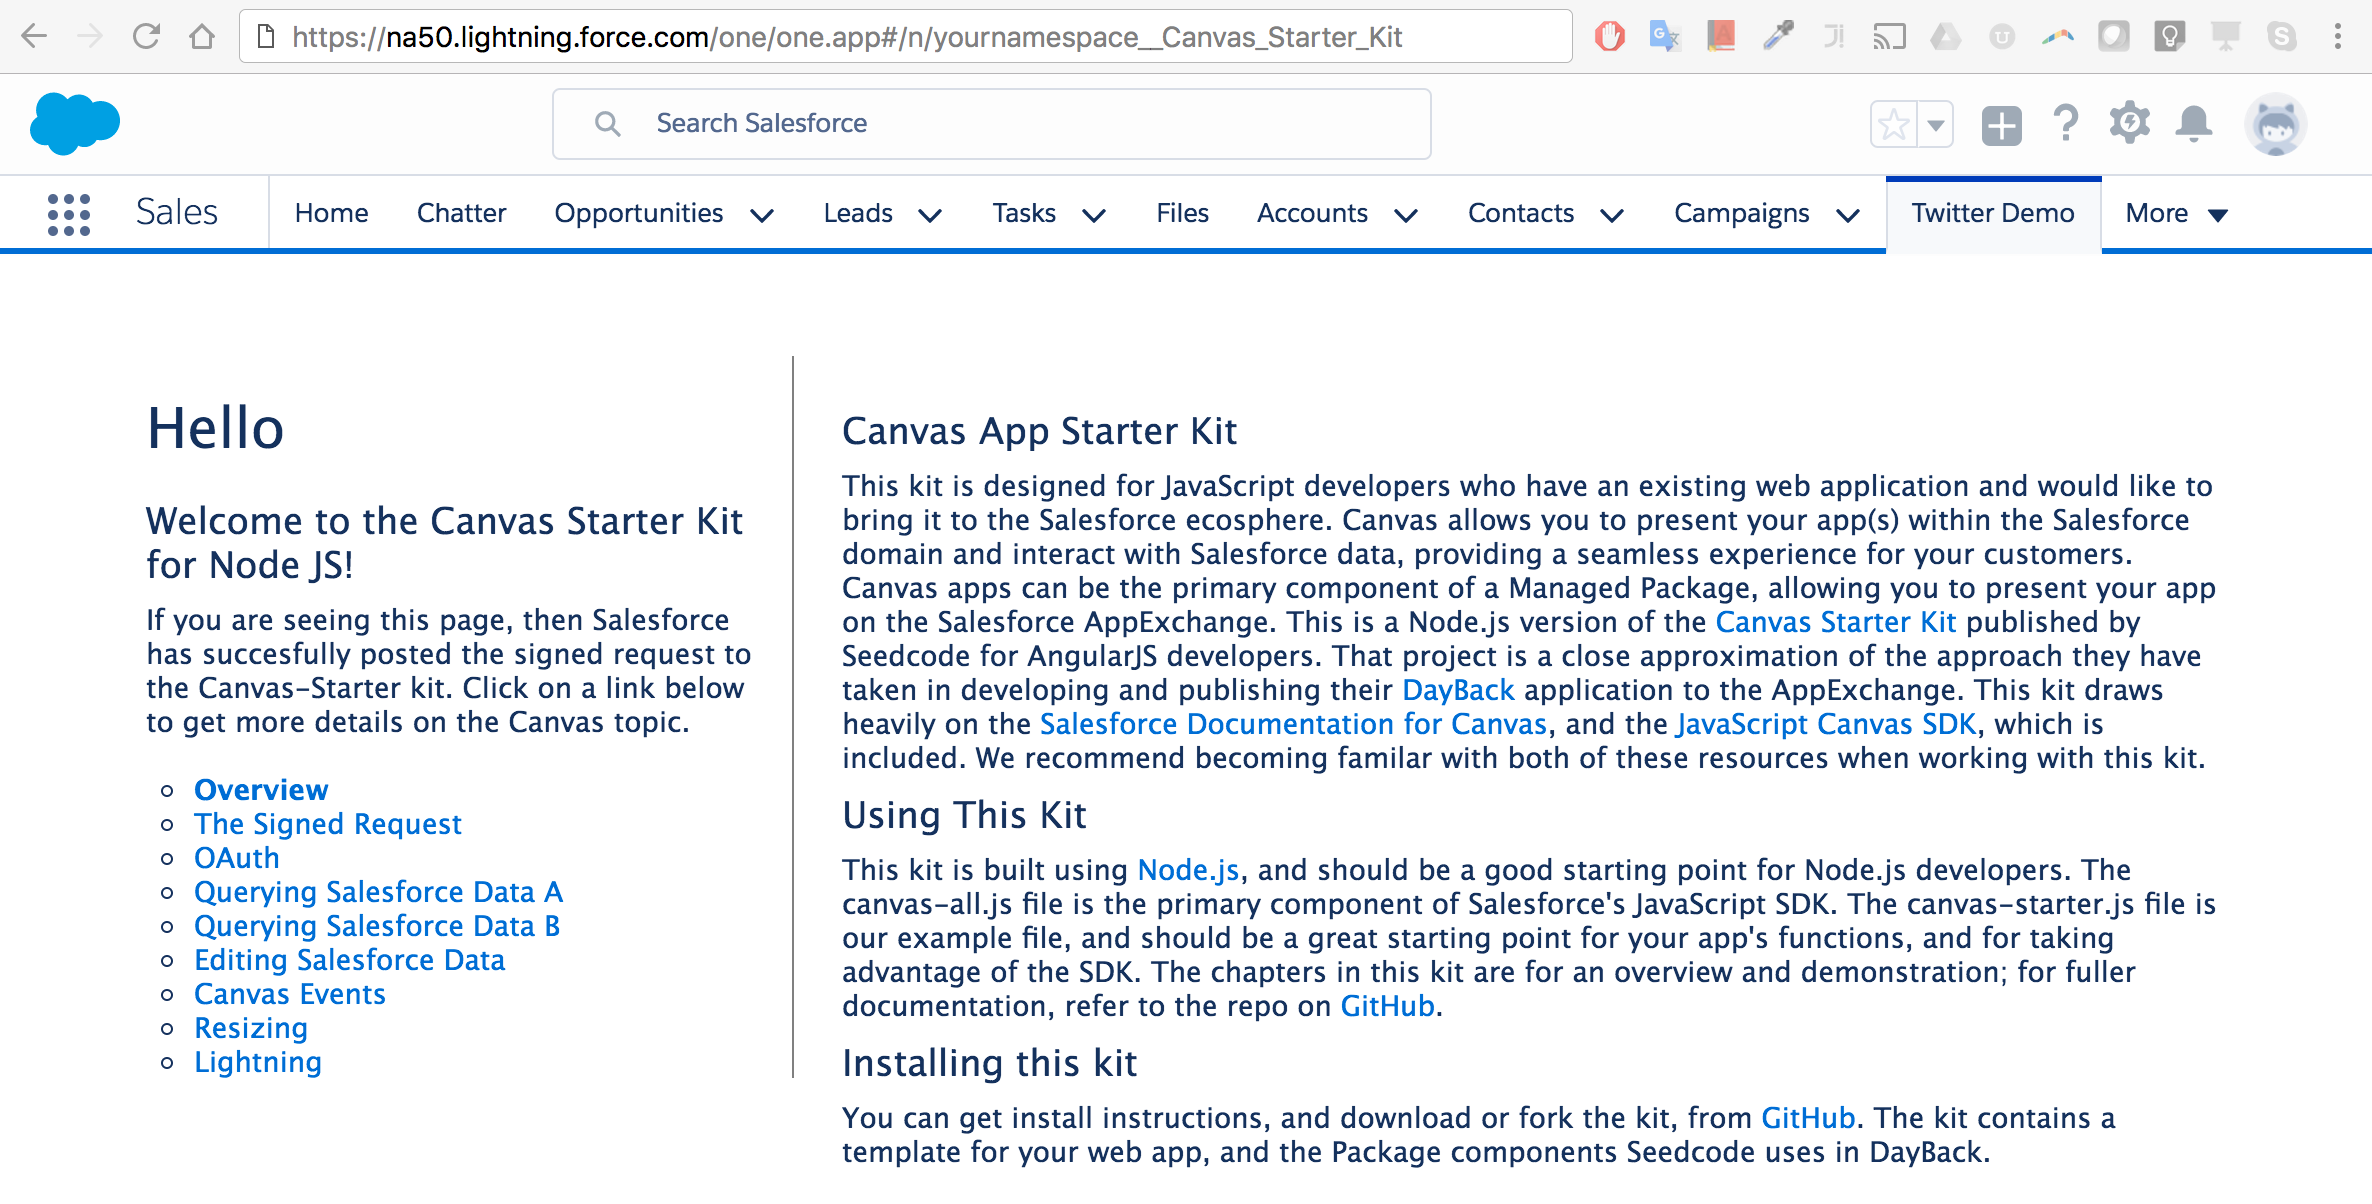 https://na50.lightning.force.com/one/one.app#/n/yournamespace__Canvas_Starter_Kit
Search Salesforce
Sales
Home
Chatter
Opportunities
Leads
Tasks
Files
Accounts
Contacts
Campaigns
Twitter Demo
More
Hello
Welcome to the Canvas Starter Kit
for Node JS!
If you are seeing this page, then Salesforce
has succesfully posted the signed request to
the Canvas-Starter kit. Click on a link below
to get more details on the Canvas topic.
Overview
The Signed Request
OAuth
Querying Salesforce Data A
Querying Salesforce Data B
Editing Salesforce Data
Canvas Events
Resizing
Lightning
Canvas App Starter Kit
This kit is designed for JavaScript developers who have an existing web application and would like to
bring it to the Salesforce ecosphere. Canvas allows you to present your app(s) within the Salesforce
domain and interact with Salesforce data, providing a seamless experience for your customers.
Canvas apps can be the primary component of a Managed Package, allowing you to present your app
on the Salesforce AppExchange. This is a Node.js version of the Canvas Starter Kit published by
Seedcode for AngularJS developers. That project is a close approximation of the approach they have
taken in developing and publishing their DayBack application to the AppExchange. This kit draws
heavily on the Salesforce Documentation for Canvas, and the JavaScript Canvas SDK, which is
included. We recommend becoming familar with both of these resources when working with this kit.
Using This Kit
This kit is built using Node.js, and should be a good starting point for Node.js developers. The
canvas-all.js file is the primary component of Salesforce's JavaScript SDK. The canvas-starter.js file is
our example file, and should be a great starting point for your app's functions, and for taking
advantage of the SDK. The chapters in this kit are for an overview and demonstration; for fuller
documentation, refer to the repo on GitHub.
Installing this kit
You can get install instructions, and download or fork the kit, from GitHub. The kit contains a
template for your web app, and the Package components Seedcode uses in DayBack.